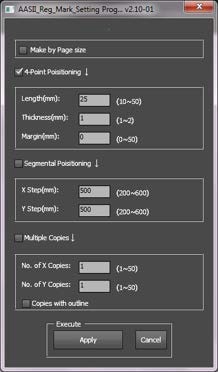 AASII_Reg_Mark_Setting Prog... v2.10-01
Make by Page size
4-Point Poisitioning ↓
Length(mm): 25 (10~50)
Thickness(mm): 1 (1~2)
Margin(mm): 0 (0~50)
Segmental Poisitioning ↓
X Step(mm): 500 (200~600)
Y Step(mm): 500 (200~600)
Multiple Copies ↓
No. of X Copies: 1 (1~50)
No. of Y Copies: 1 (1~50)
Copies with outline
Execute
Apply Cancel